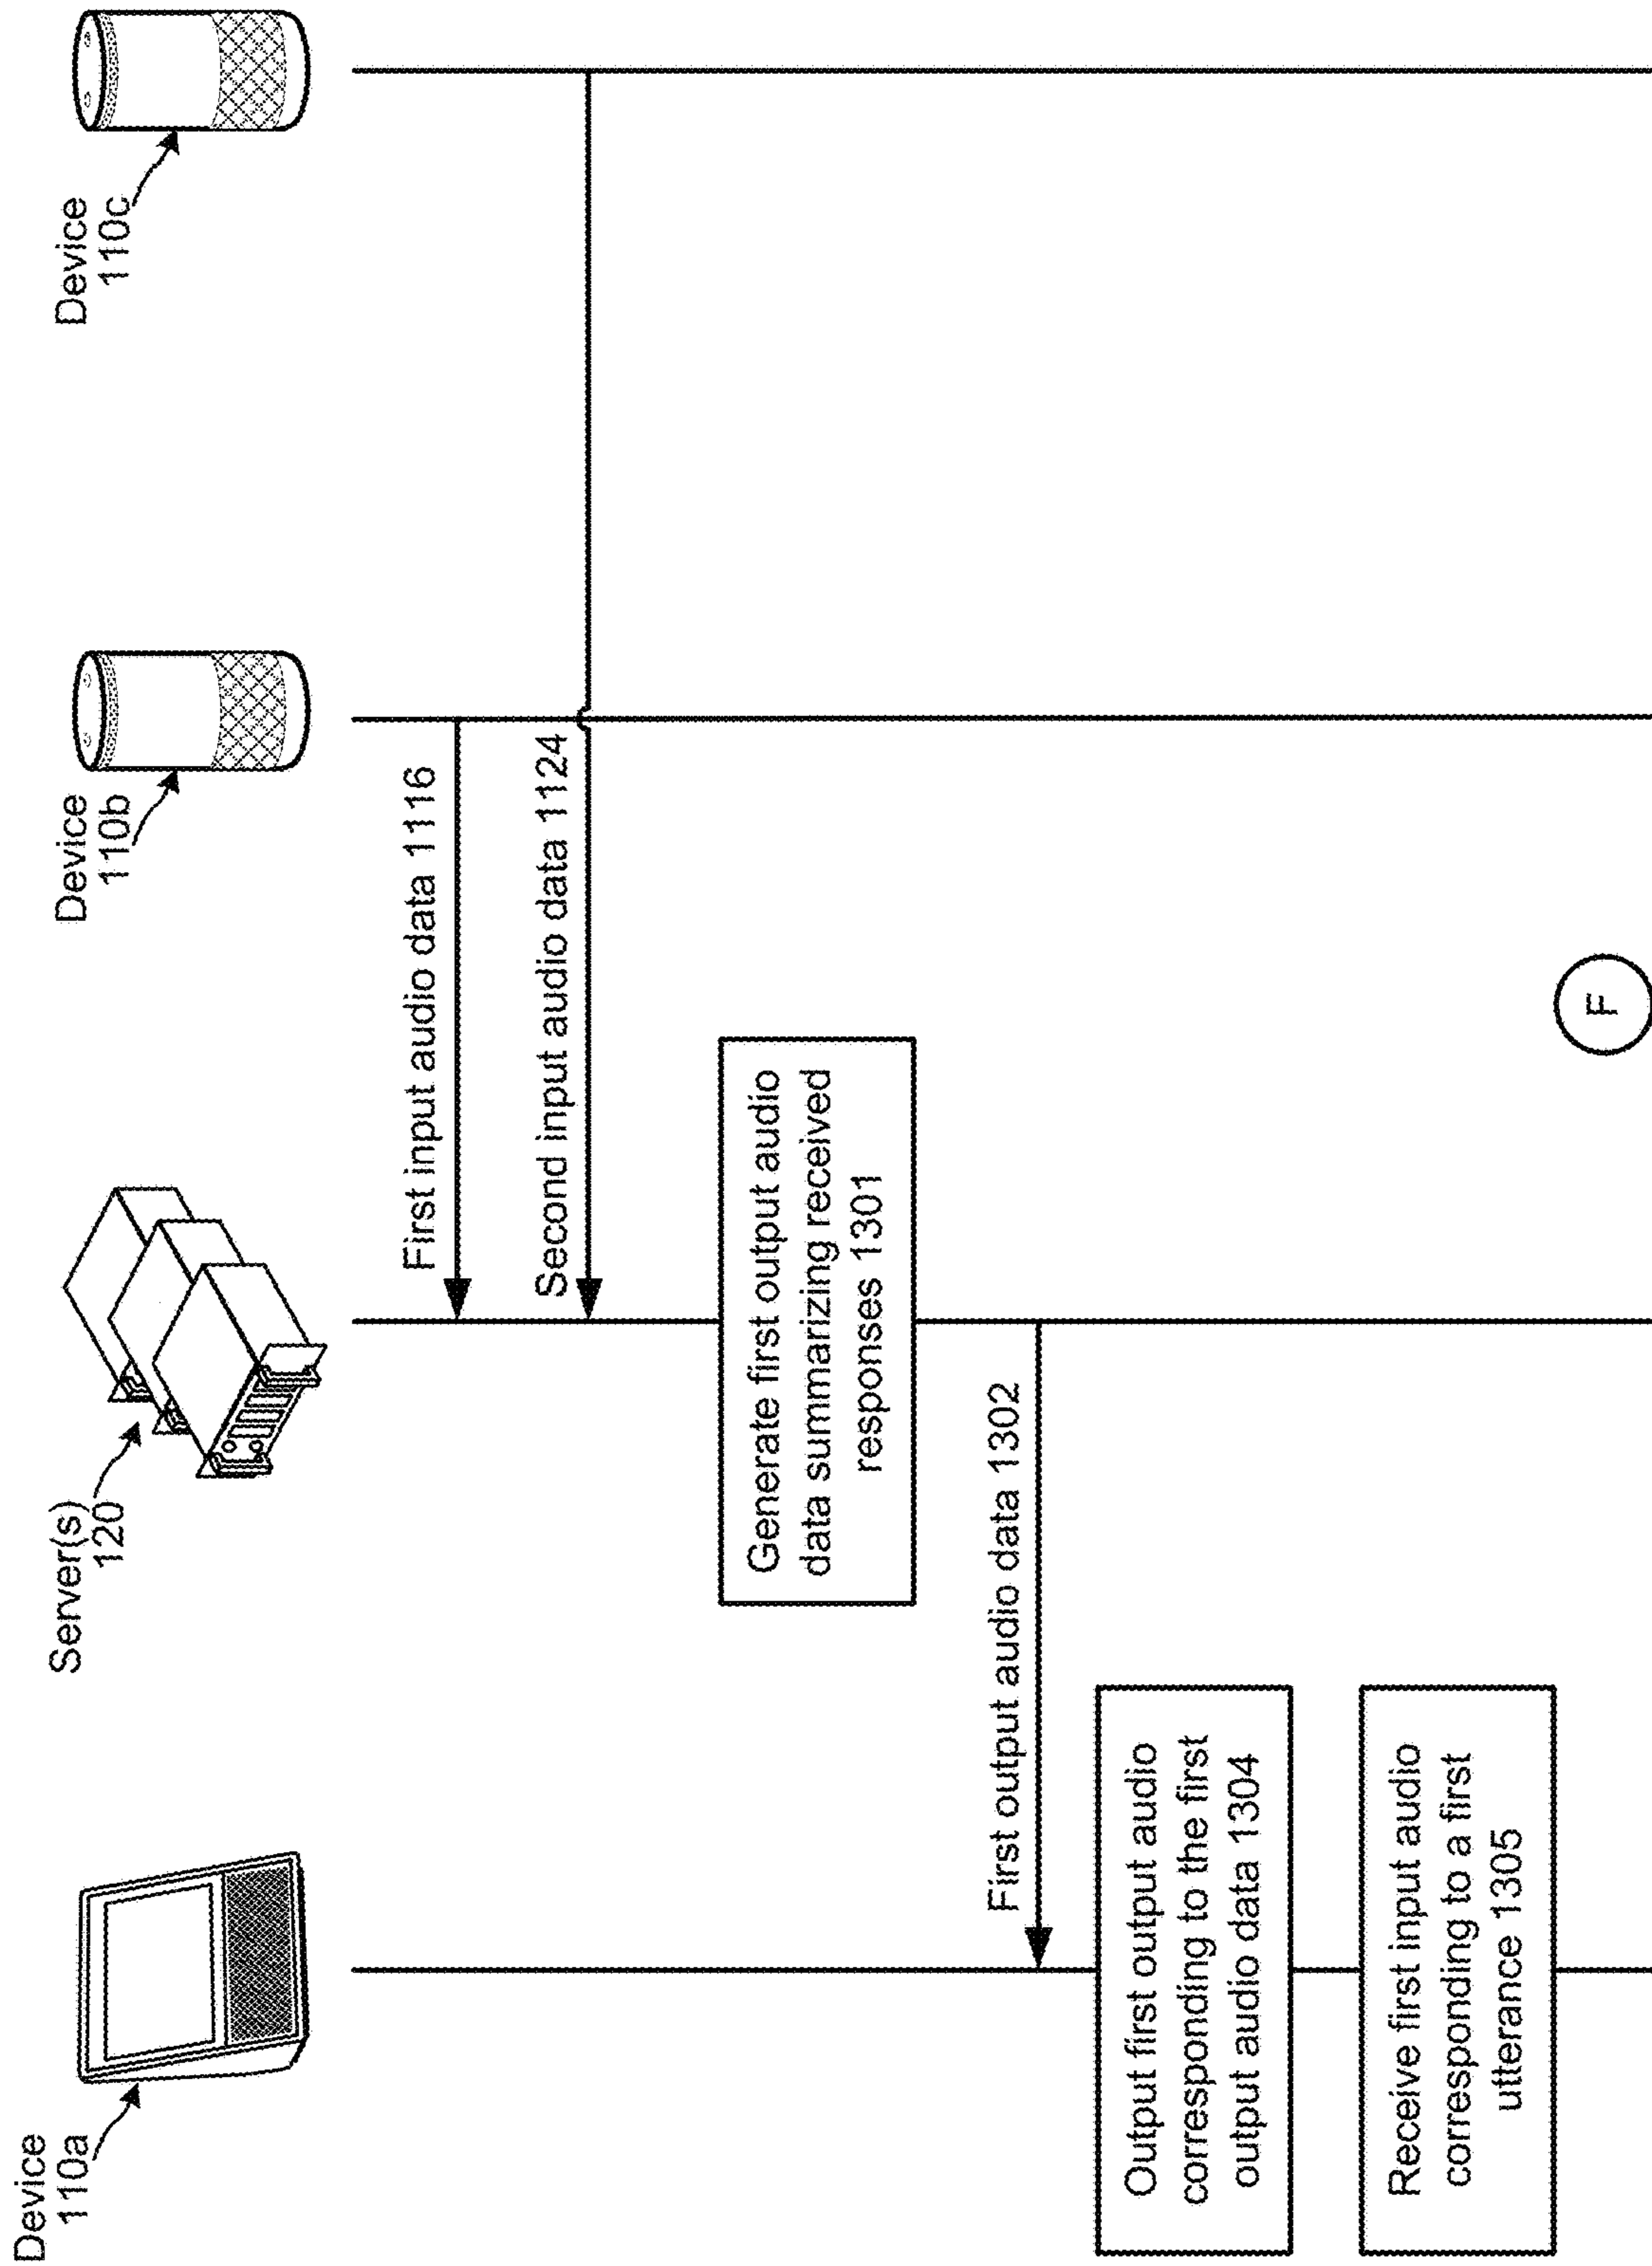 Device
110a
Server(s)
120
Device
110b
Device
110c
First input audio data 1116
Second input audio data 1124
Generate first output audio
data summarizing received
responses 1301
First output audio data 1302
Output first output audio
corresponding to the first
output audio data 1304
Receive first input audio
corresponding to a first
utterance 1305
F